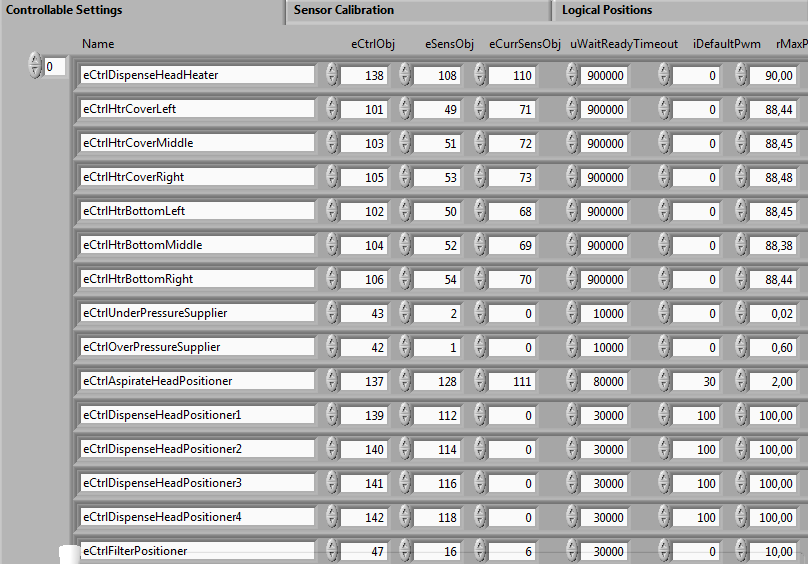 Controllable Settings Sensor Calibration Logical Positions
Name eCtrlObj eSensObj eCurrSensObj uWaitReadyTimeout iDefaultPwm rMaxP
0
eCtrlDispenseHeadHeater 138 108 110 900000 0 90,00
eCtrlHtrCoverLeft 101 49 71 900000 0 88,44
eCtrlHtrCoverMiddle 103 51 72 900000 0 88,45
eCtrlHtrCoverRight 105 53 73 900000 0 88,48
eCtrlHtrBottomLeft 102 50 68 900000 0 88,45
eCtrlHtrBottomMiddle 104 52 69 900000 0 88,38
eCtrlHtrBottomRight 106 54 70 900000 0 88,44
eCtrlUnderPressureSupplier 43 2 0 10000 0 0,02
eCtrlOverPressureSupplier 42 1 0 10000 0 0,60
eCtrlAspirateHeadPositioner 137 128 111 80000 30 2,00
eCtrlDispenseHeadPositioner1 139 112 0 30000 100 100,00
eCtrlDispenseHeadPositioner2 140 114 0 30000 100 100,00
eCtrlDispenseHeadPositioner3 141 116 0 30000 100 100,00
eCtrlDispenseHeadPositioner4 142 118 0 30000 100 100,00
eCtrlFilterPositioner 47 16 6 30000 0 10,00